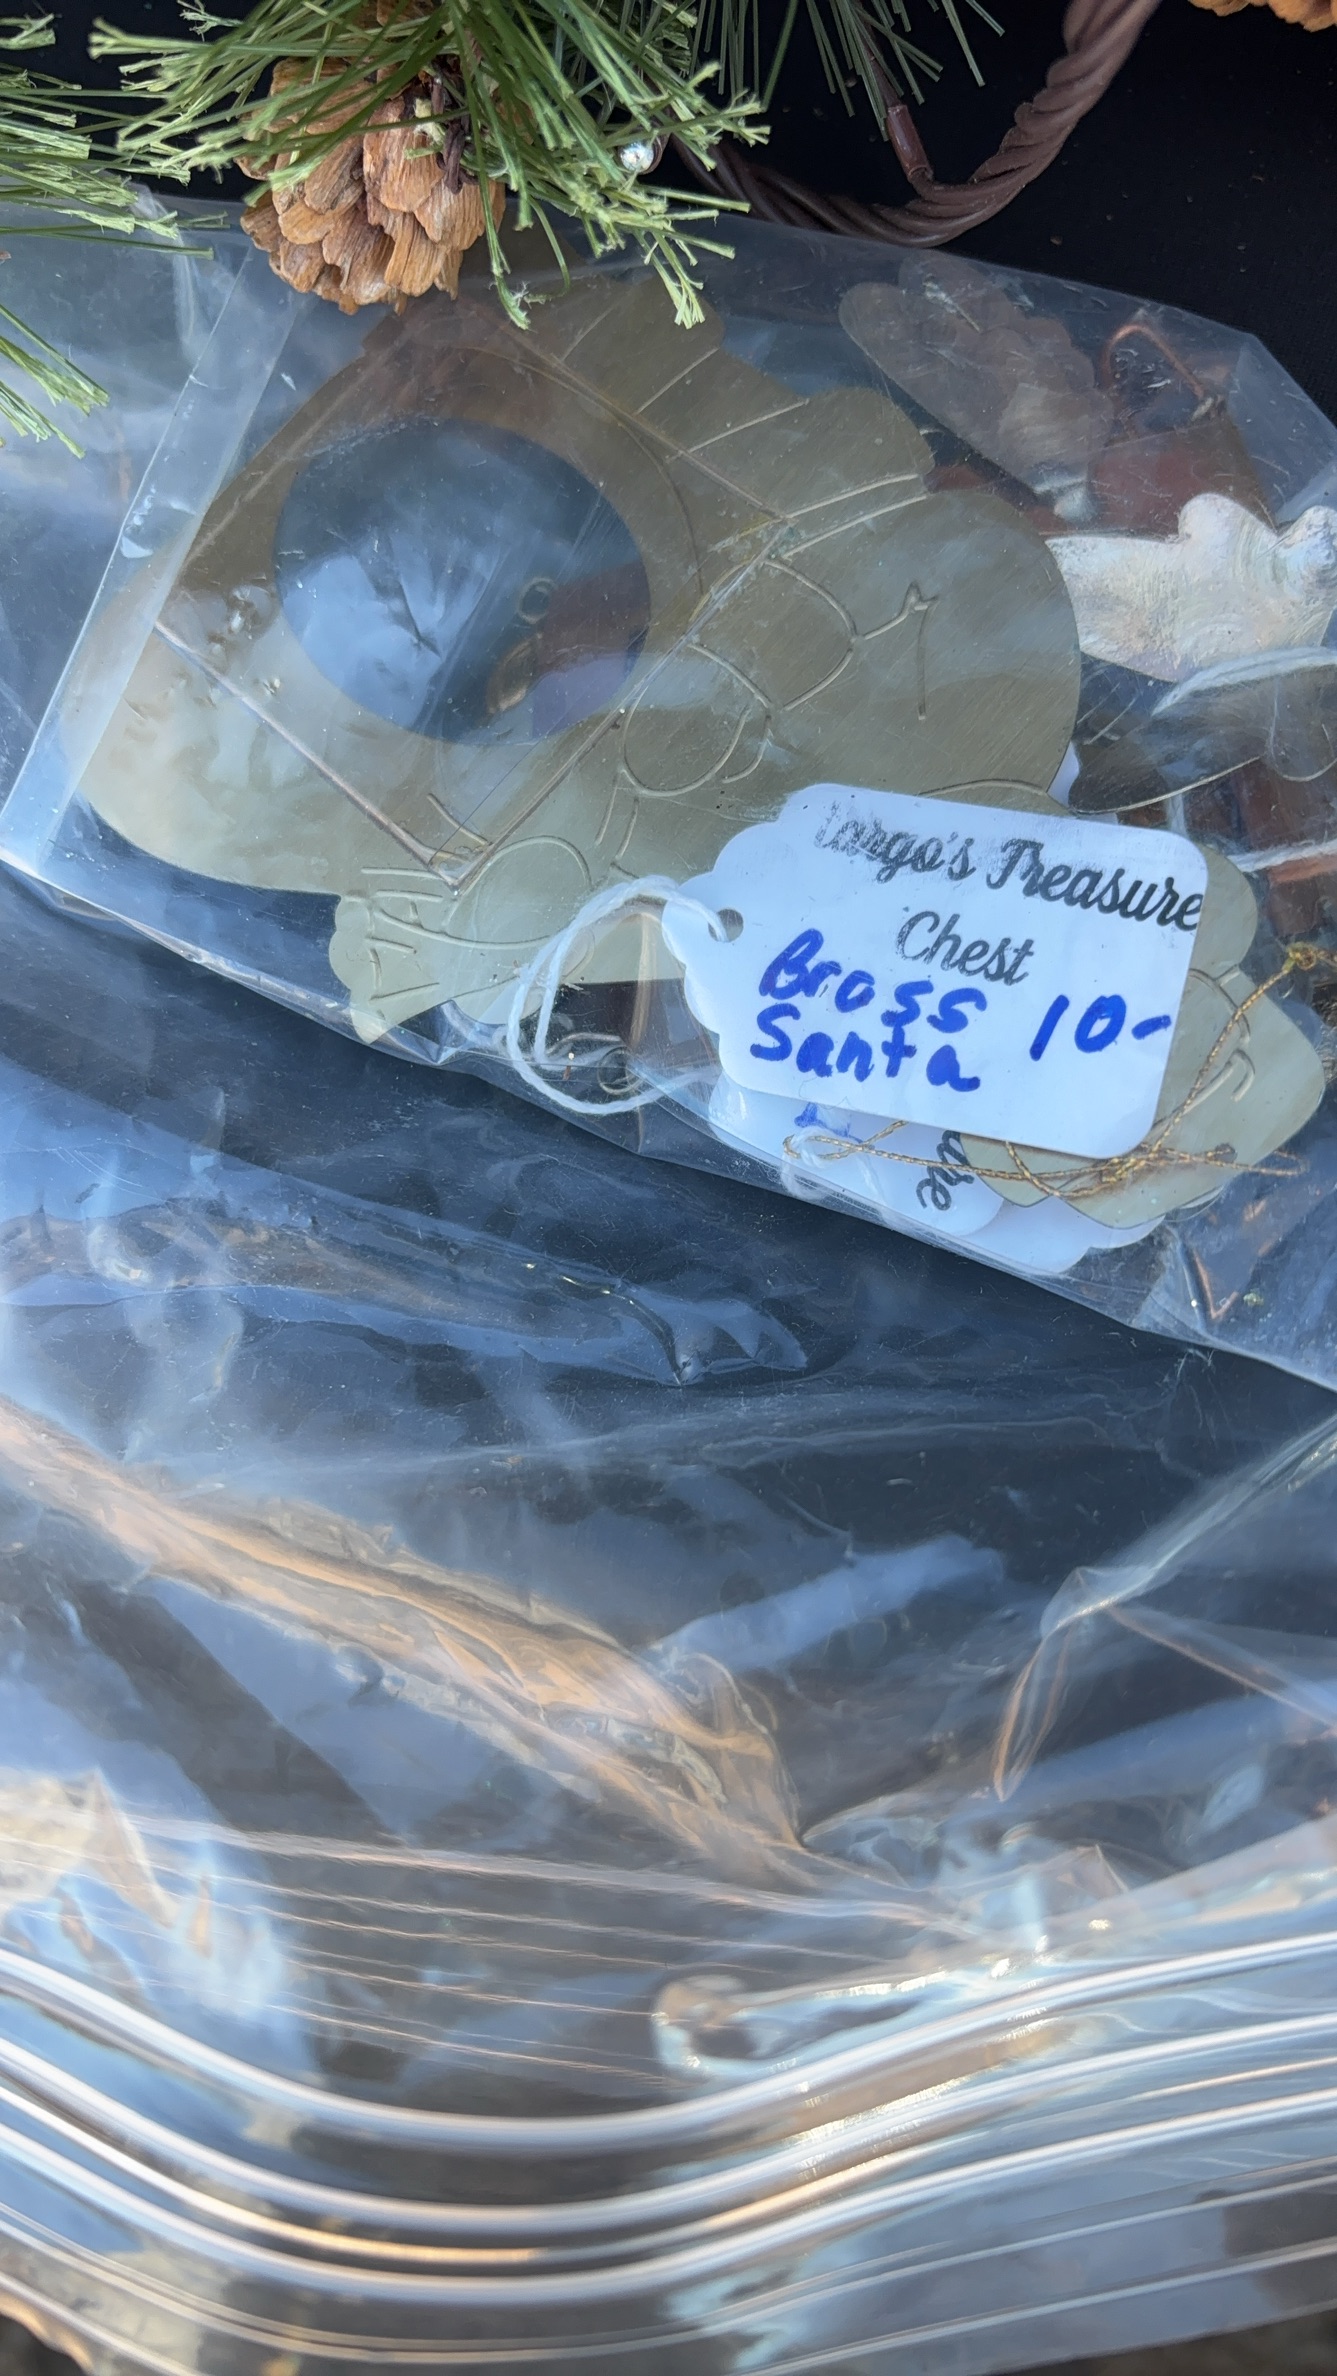 Treasure
Chest
Brass 10-
Santa